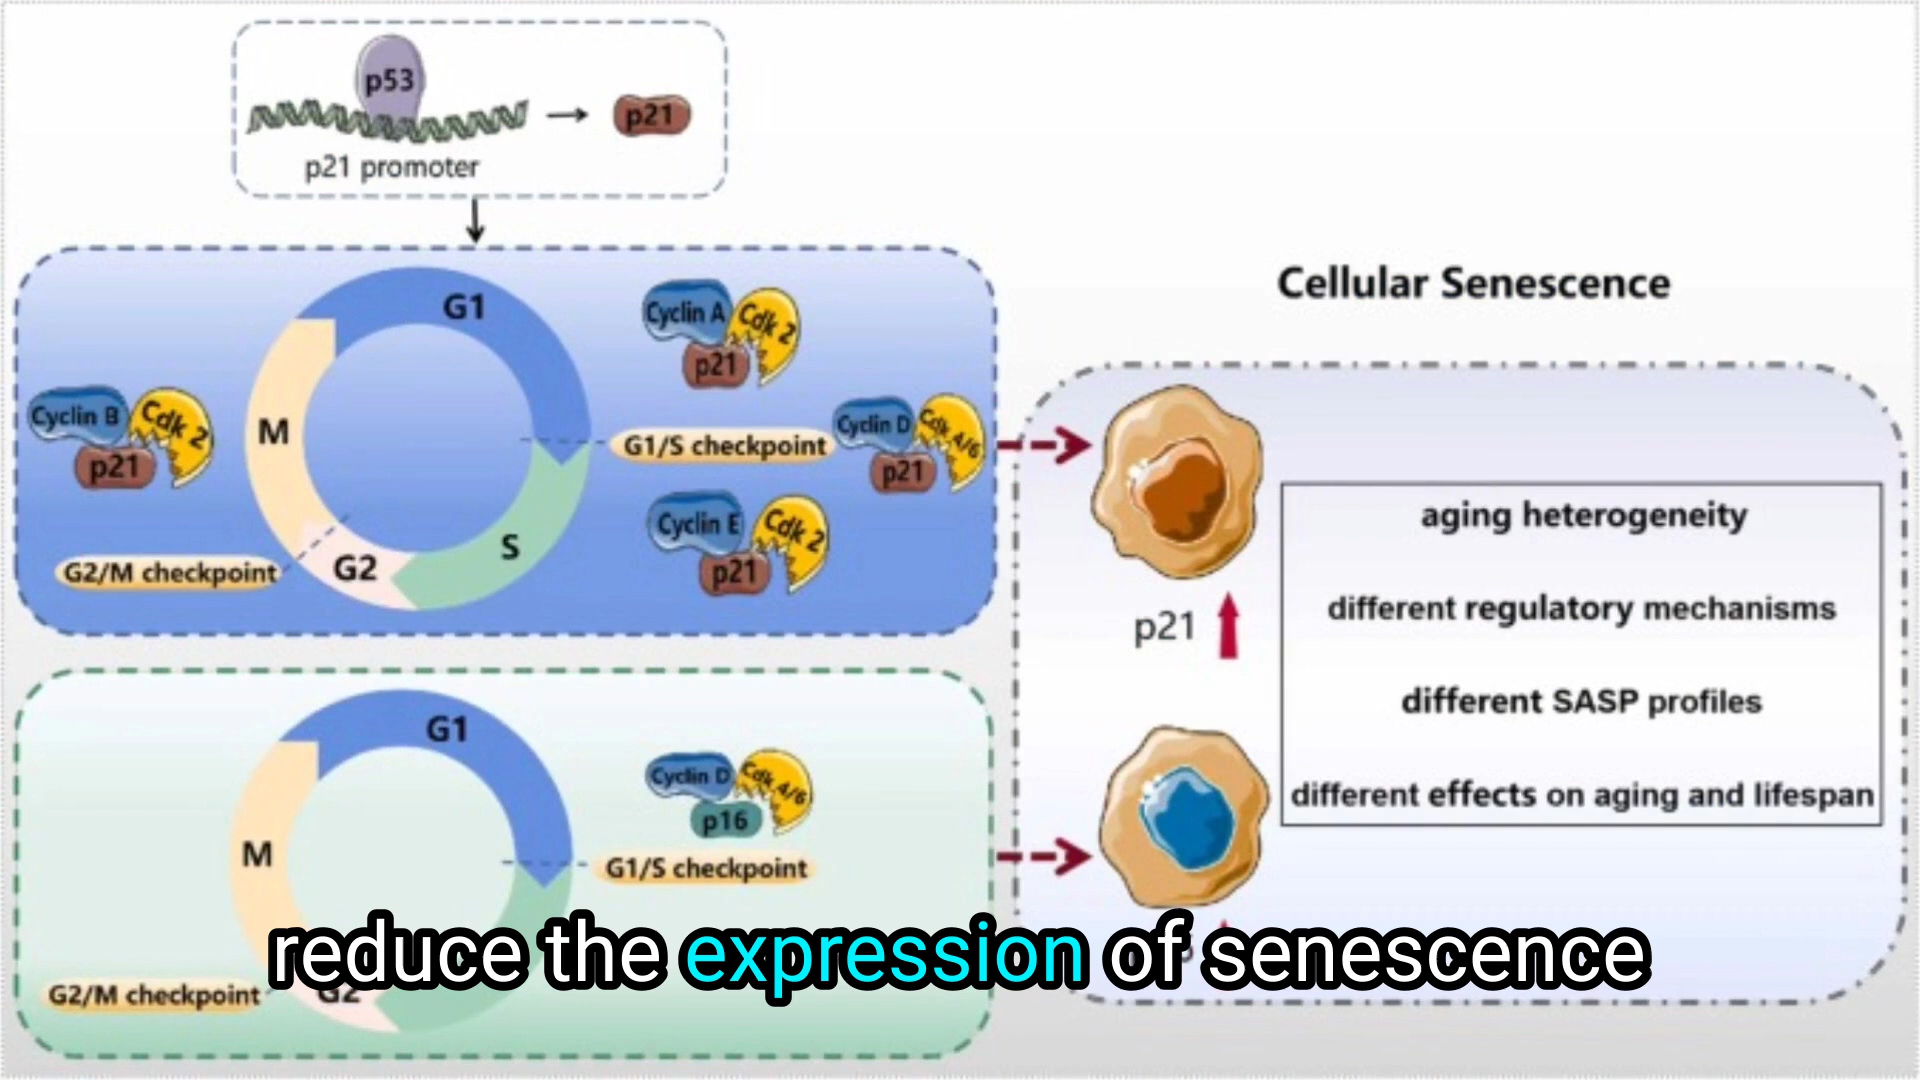 p53
p21
p21 promoter
G1
M
S
G2
Cyclin A
Cdk 2
p21
Cyclin B
Cdk 2
p21
G1/S checkpoint
Cyclin D
Cdk 4/6
p21
Cyclin E
Cdk 2
p21
G2/M checkpoint
Cellular Senescence
p21
aging heterogeneity
different regulatory mechanisms
different SASP profiles
different effects on aging and lifespan
G1
M
Cyclin D
Cdk 4/6
p16
G1/S checkpoint
G2/M checkpoint
G2
reduce the expression of senescence